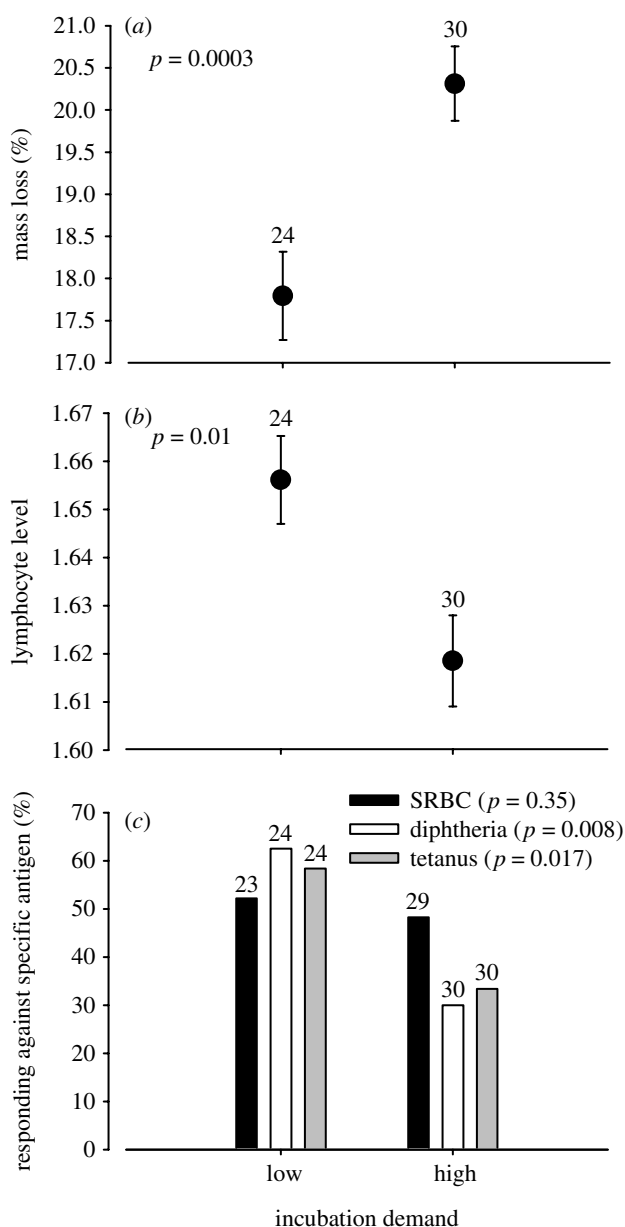 (a)
p = 0.0003
21.0
20.5
20.0
19.5
19.0
18.5
18.0
17.5
17.0
mass loss (%)
24
30
(b)
p = 0.01
1.67
1.66
1.65
1.64
1.63
1.62
1.61
1.60
lymphocyte level
24
30
(c)
SRBC (p = 0.35)
diphtheria (p = 0.008)
tetanus (p = 0.017)
70
60
50
40
30
20
10
0
responding against specific antigen (%)
23
24
24
29
30
30
low
high
incubation demand